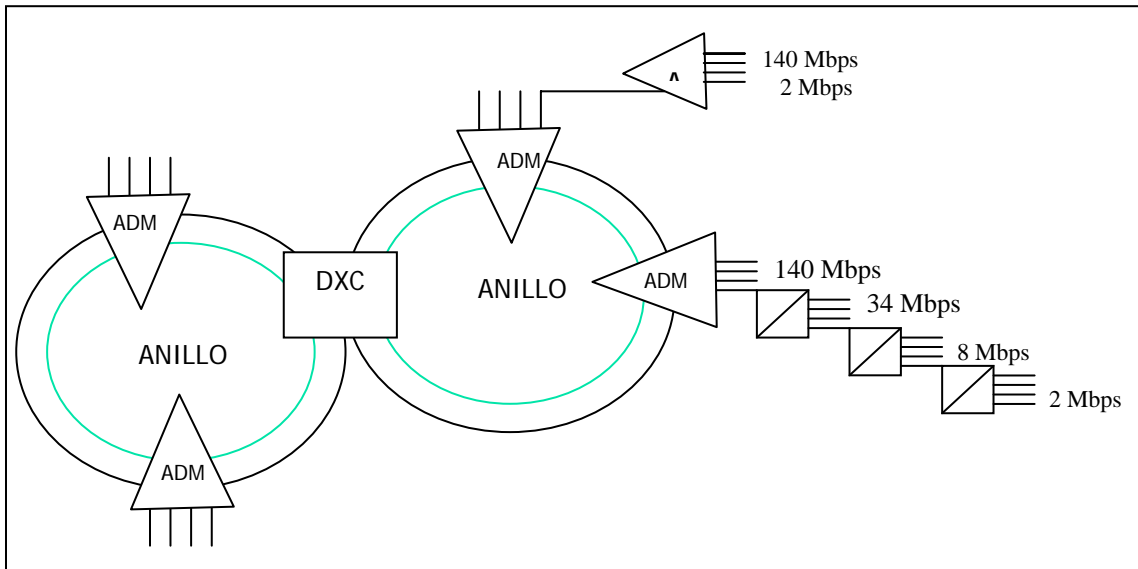 140 Mbps
2 Mbps
ADM
ADM
DXC
ANILLO
ADM
140 Mbps
34 Mbps
ANILLO
8 Mbps
2 Mbps
ADM